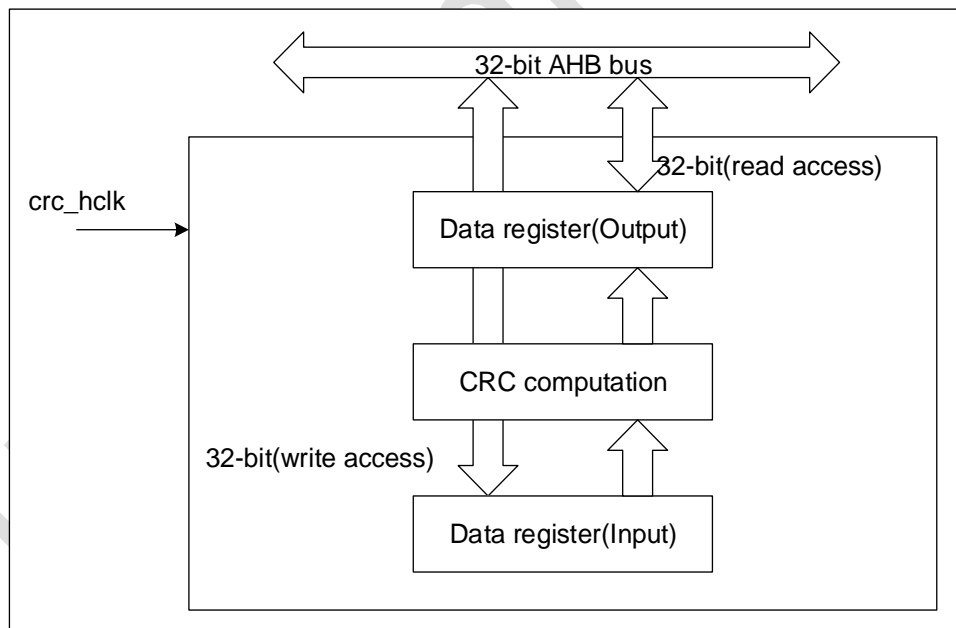 32-bit AHB bus
32-bit(read access)
crc_hclk
Data register(Output)
CRC computation
32-bit(write access)
Data register(Input)